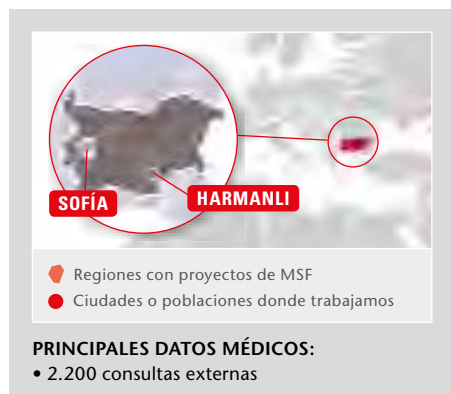 SOFÍA
HARMANLI
Regiones con proyectos de MSF
Ciudades o poblaciones donde trabajamos
PRINCIPALES DATOS MÉDICOS:
• 2.200 consultas externas